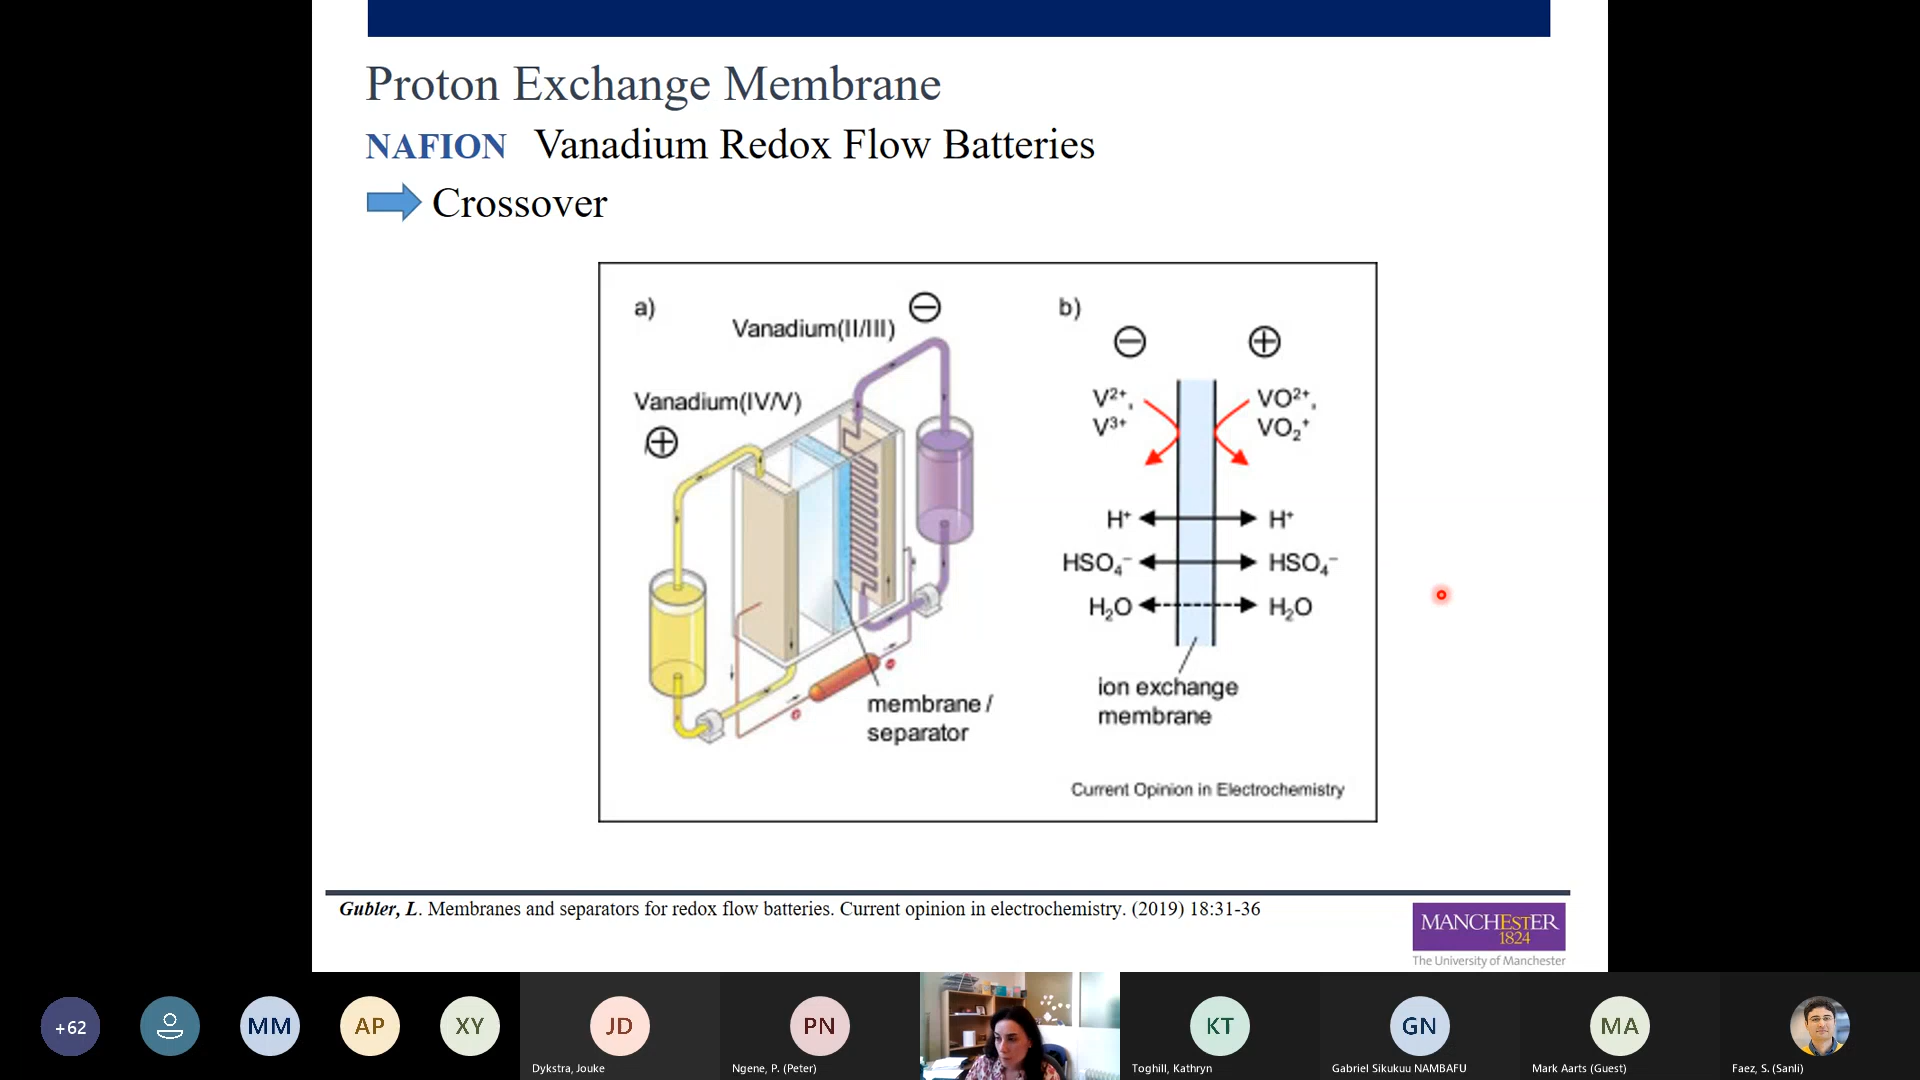 Proton Exchange Membrane
NAFION Vanadium Redox Flow Batteries
Crossover
a)
Vanadium(II/III)
Vanadium(IV/V)
membrane /
separator
b)
V²⁺,
V³⁺
VO²⁺,
VO₂⁺
H⁺ H⁺
HSO₄⁻ HSO₄⁻
H₂O H₂O
ion exchange
membrane
Current Opinion in Electrochemistry
Gubler, L. Membranes and separators for redox flow batteries. Current opinion in electrochemistry. (2019) 18:31-36
MANCHESTER
1824
The University of Manchester
+62
MM
AP
XY
JD
Dykstra, Jouke
PN
Ngene, P. (Peter)
KT
Toghill, Kathryn
GN
Gabriel Sikukuu NAMBAFU
MA
Mark Aarts (Guest)
Faez, S. (Sanli)